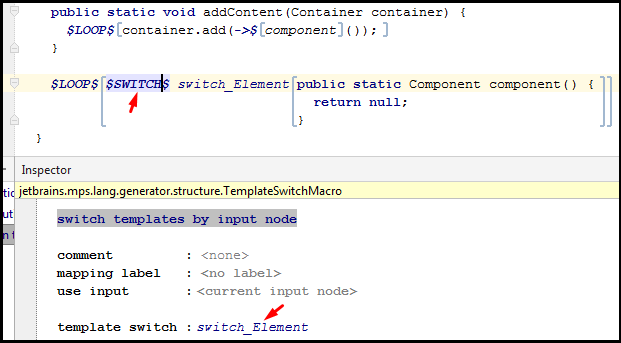 public static void addContent(Container container) {
$LOOP$[container.add(->$[component]());]
}
$LOOP$[$SWITCH$ switch_Element[public static Component component() {
return null;
}]]
}
Inspector
jetbrains.mps.lang.generator.structure.TemplateSwitchMacro
switch templates by input node
comment : <none>
mapping label : <no label>
use input : <current input node>
template switch : switch_Element